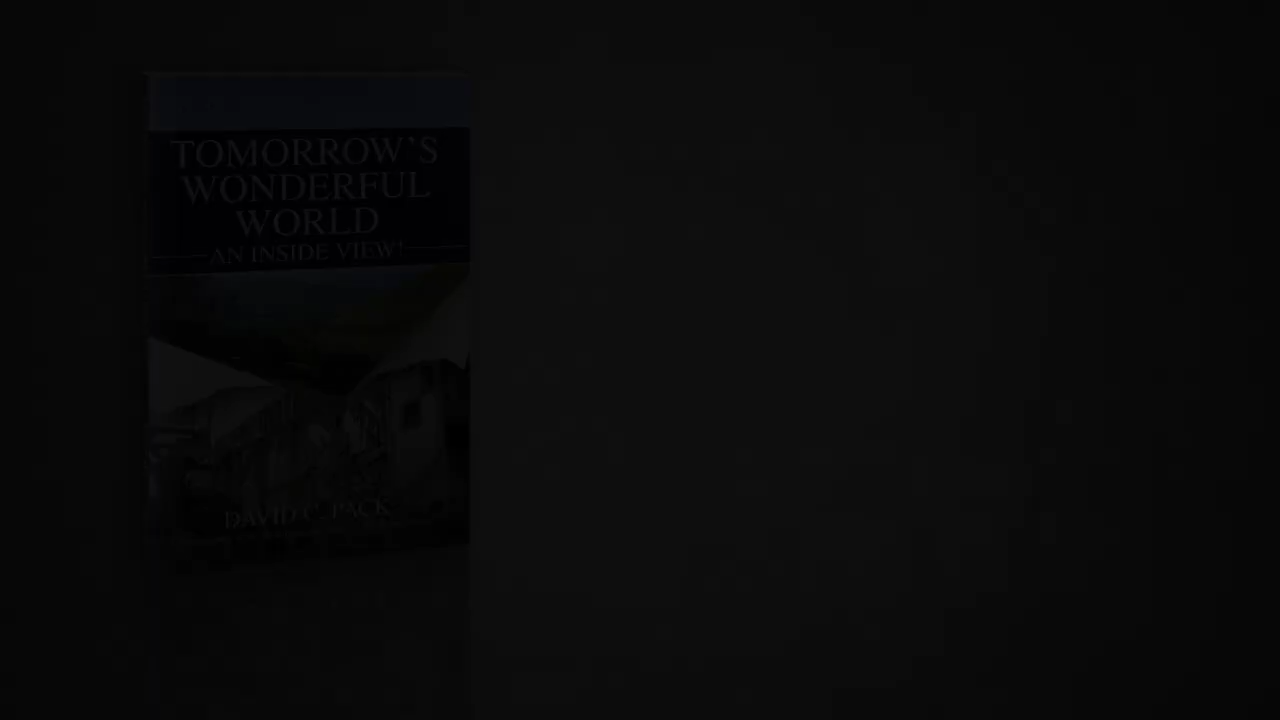 TOMORROW`S
WONDERFUL
WORLD
AN INSIDE VIEW!
DAVID C. PACK